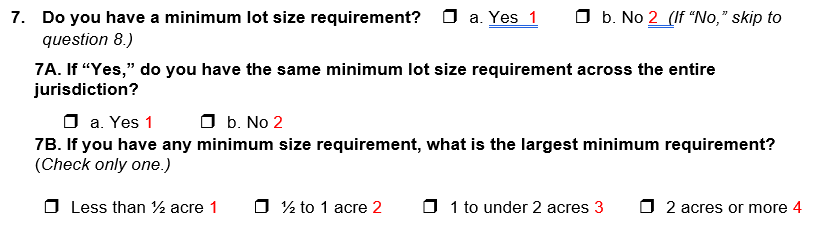 7. Do you have a minimum lot size requirement? ❒ a. Yes 1 ❒ b. No 2 (If “No,” skip to
question 8.)
7A. If “Yes,” do you have the same minimum lot size requirement across the entire
jurisdiction?
❒ a. Yes 1 ❒ b. No 2
7B. If you have any minimum size requirement, what is the largest minimum requirement?
(Check only one.)
❒ Less than ½ acre 1 ❒ ½ to 1 acre 2 ❒ 1 to under 2 acres 3 ❒ 2 acres or more 4